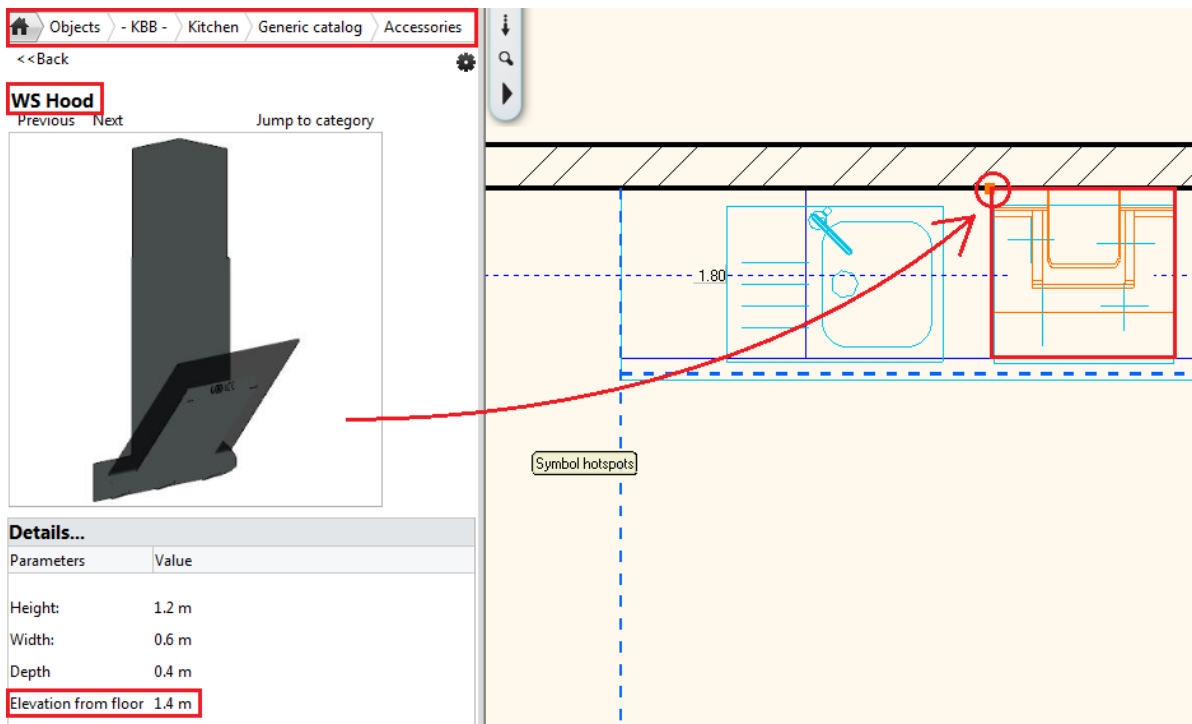 Objects - KBB - Kitchen Generic catalog Accessories
<<Back
WS Hood
Previous Next Jump to category
1.80
Symbol hotspots
Details...
Parameters Value
Height: 1.2 m
Width: 0.6 m
Depth 0.4 m
Elevation from floor 1.4 m